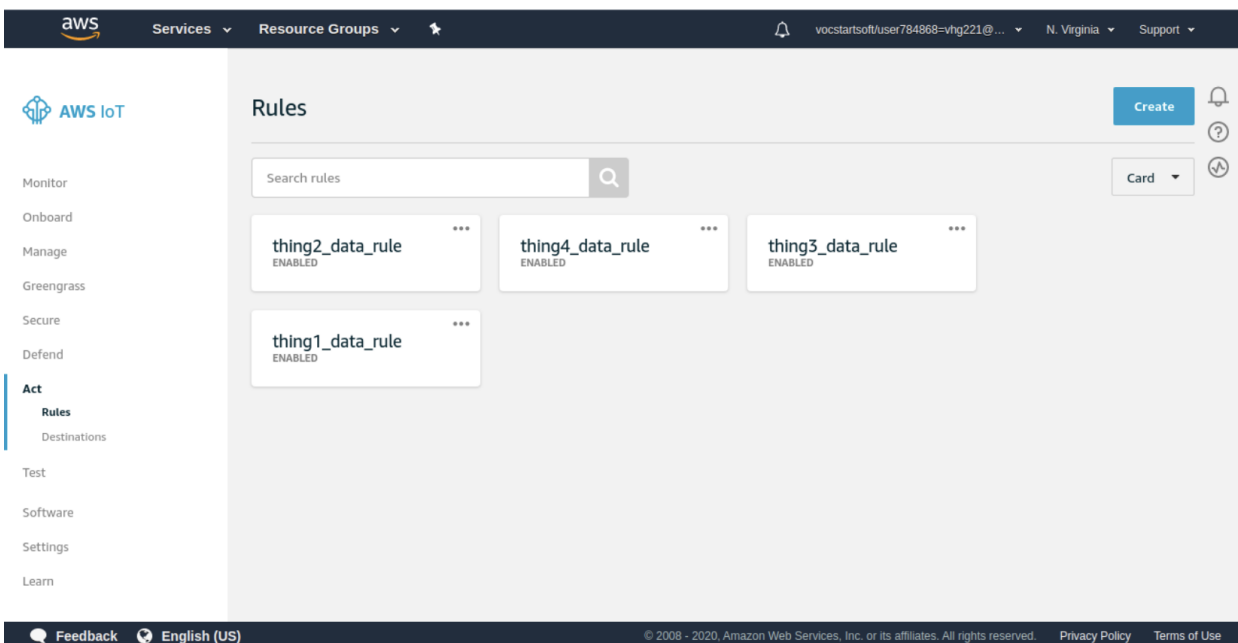 aws Services Resource Groups vocstartsoft/user784868=vhg221@... N. Virginia Support
AWS IoT
Monitor
Onboard
Manage
Greengrass
Secure
Defend
Act
Rules
Destinations
Test
Software
Settings
Learn
Rules
Create
Search rules
Card
thing2_data_rule
ENABLED
thing4_data_rule
ENABLED
thing3_data_rule
ENABLED
thing1_data_rule
ENABLED
Feedback English (US) © 2008 - 2020, Amazon Web Services, Inc. or its affiliates. All rights reserved. Privacy Policy Terms of Use